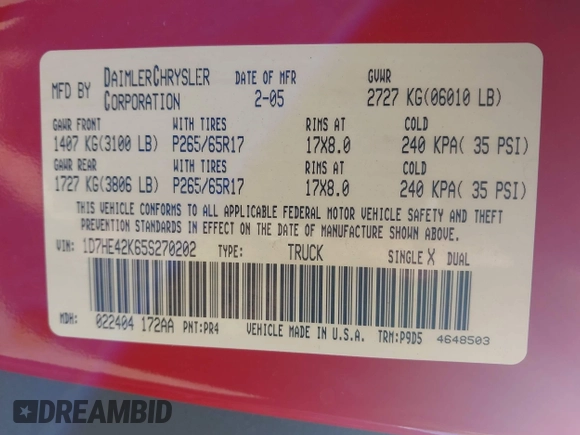 MFD BY DAIMLERCHRYSLER CORPORATION DATE OF MFR 2-05 GVWR 2727 KG(06010 LB)
GAWR FRONT WITH TIRES RIMS AT COLD
1407 KG(3100 LB) P265/65R17 17X8.0 240 KPA( 35 PSI)
GAWR REAR WITH TIRES RIMS AT COLD
1727 KG(3806 LB) P265/65R17 17X8.0 240 KPA( 35 PSI)
THIS VEHICLE CONFORMS TO ALL APPLICABLE FEDERAL MOTOR VEHICLE SAFETY AND THEFT
PREVENTION STANDARDS IN EFFECT ON THE DATE OF MANUFACTURE SHOWN ABOVE.
VIN: 1D7HE42K65S270202 TYPE: TRUCK SINGLE X DUAL
MDH: 022404 172AA PNT:PR4 VEHICLE MADE IN U.S.A. TRM:P9D5 4648503
DREAMBID